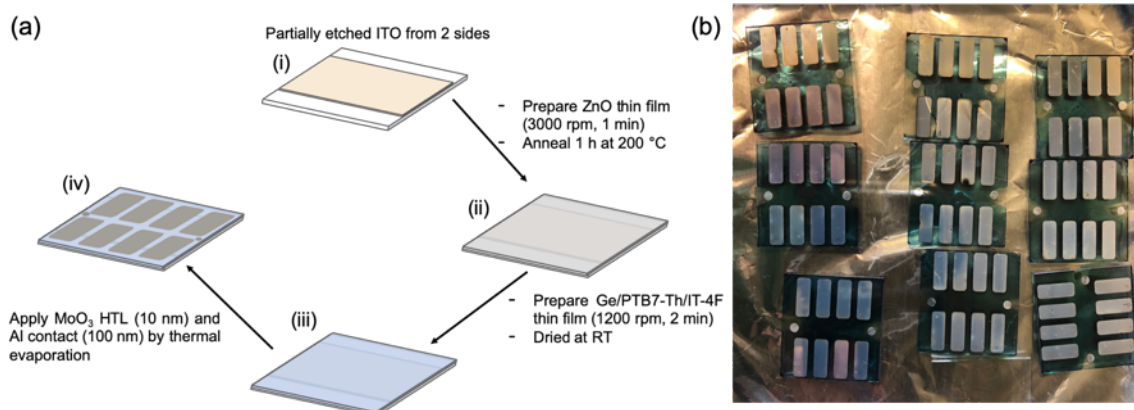 (a)
Partially etched ITO from 2 sides
(i)
- Prepare ZnO thin film
(3000 rpm, 1 min)
- Anneal 1 h at 200 °C
(iv)
(ii)
- Prepare Ge/PTB7-Th/IT-4F
thin film (1200 rpm, 2 min)
- Dried at RT
Apply MoO₃ HTL (10 nm) and
Al contact (100 nm) by thermal
evaporation
(iii)
(b)